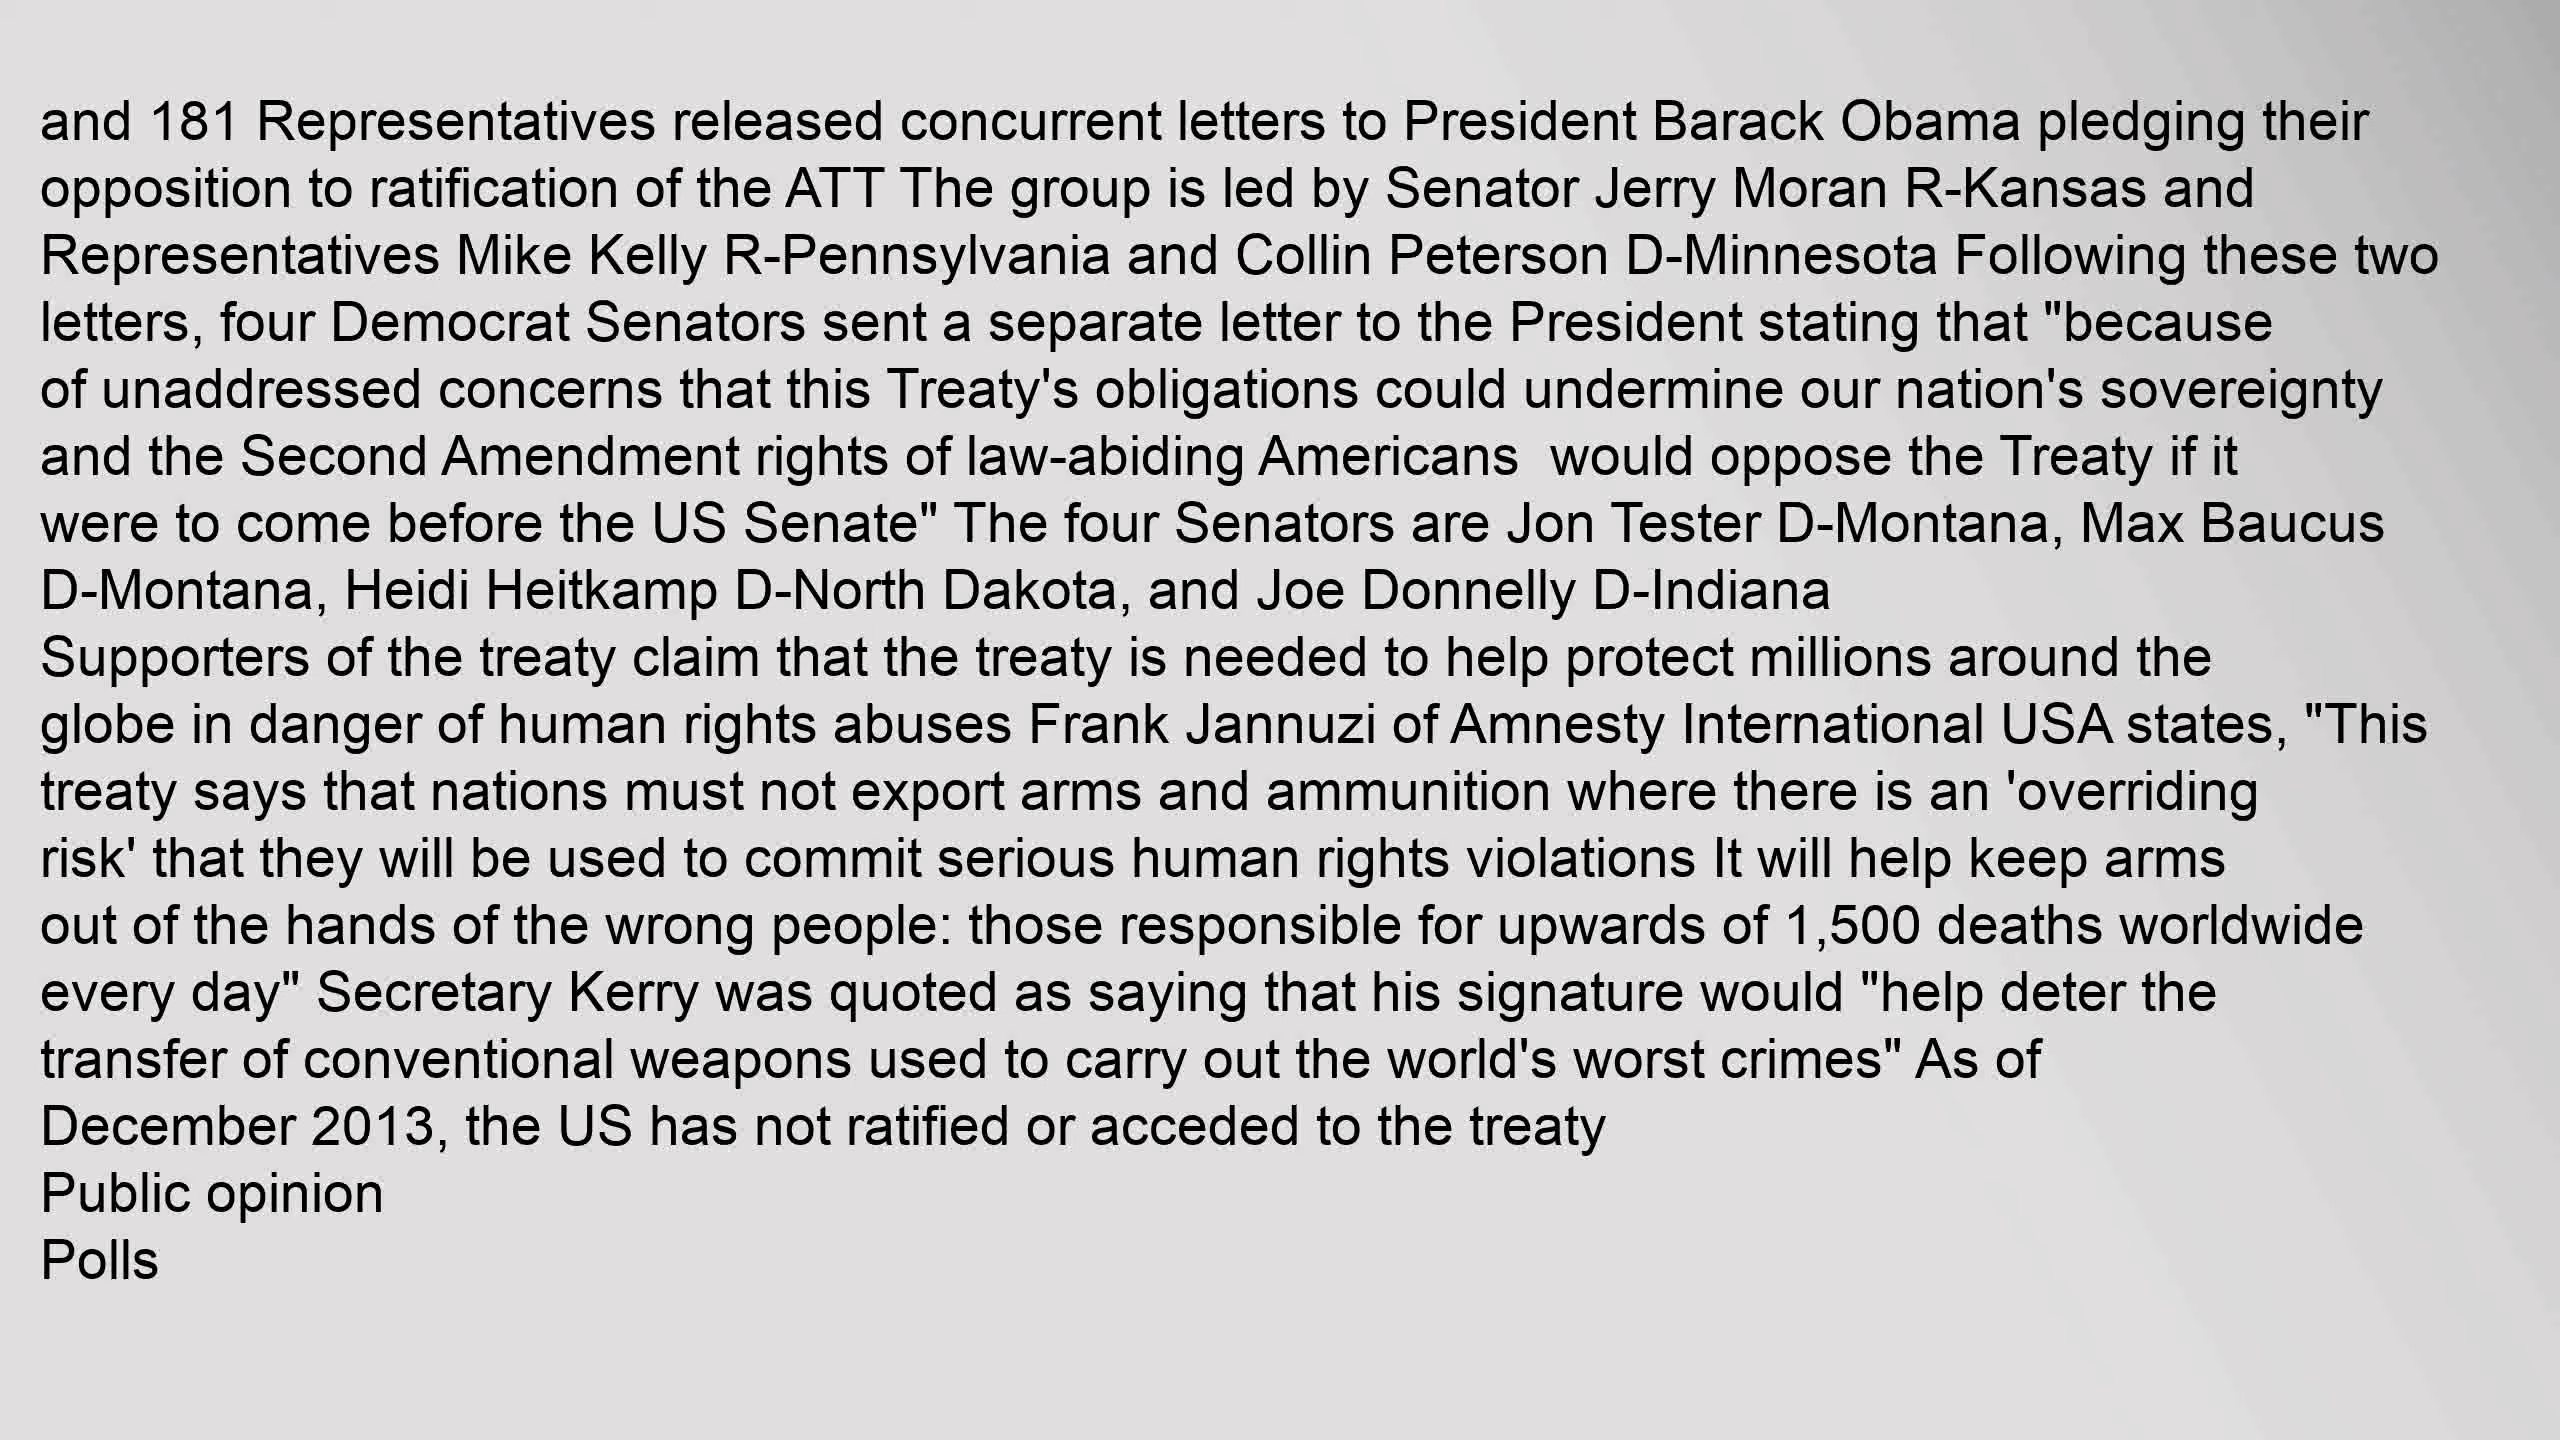 and 181 Representatives released concurrent letters to President Barack Obama pledging their
opposition to ratification of the ATT The group is led by Senator Jerry Moran R-Kansas and
Representatives Mike Kelly R-Pennsylvania and Collin Peterson D-Minnesota Following these two
letters, four Democrat Senators sent a separate letter to the President stating that "because
of unaddressed concerns that this Treaty's obligations could undermine our nation's sovereignty
and the Second Amendment rights of law-abiding Americans  would oppose the Treaty if it
were to come before the US Senate" The four Senators are Jon Tester D-Montana, Max Baucus
D-Montana, Heidi Heitkamp D-North Dakota, and Joe Donnelly D-Indiana
Supporters of the treaty claim that the treaty is needed to help protect millions around the
globe in danger of human rights abuses Frank Jannuzi of Amnesty International USA states, "This
treaty says that nations must not export arms and ammunition where there is an 'overriding
risk' that they will be used to commit serious human rights violations It will help keep arms
out of the hands of the wrong people: those responsible for upwards of 1,500 deaths worldwide
every day" Secretary Kerry was quoted as saying that his signature would "help deter the
transfer of conventional weapons used to carry out the world's worst crimes" As of
December 2013, the US has not ratified or acceded to the treaty
Public opinion
Polls